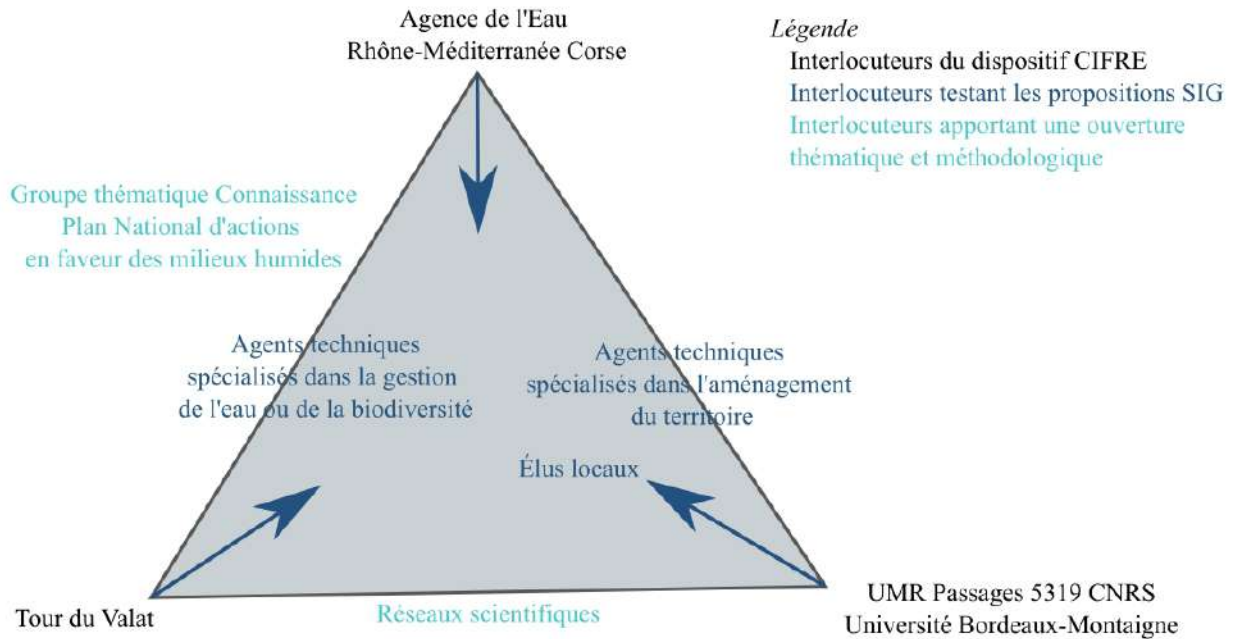 Agence de l'Eau
Rhône-Méditerranée Corse
Légende
Interlocuteurs du dispositif CIFRE
Interlocuteurs testant les propositions SIG
Interlocuteurs apportant une ouverture
thématique et méthodologique
Groupe thématique Connaissance
Plan National d'actions
en faveur des milieux humides
Agents techniques
spécialisés dans la gestion
de l'eau ou de la biodiversité
Agents techniques
spécialisés dans l'aménagement
du territoire
Élus locaux
Tour du Valat
Réseaux scientifiques
UMR Passages 5319 CNRS
Université Bordeaux-Montaigne